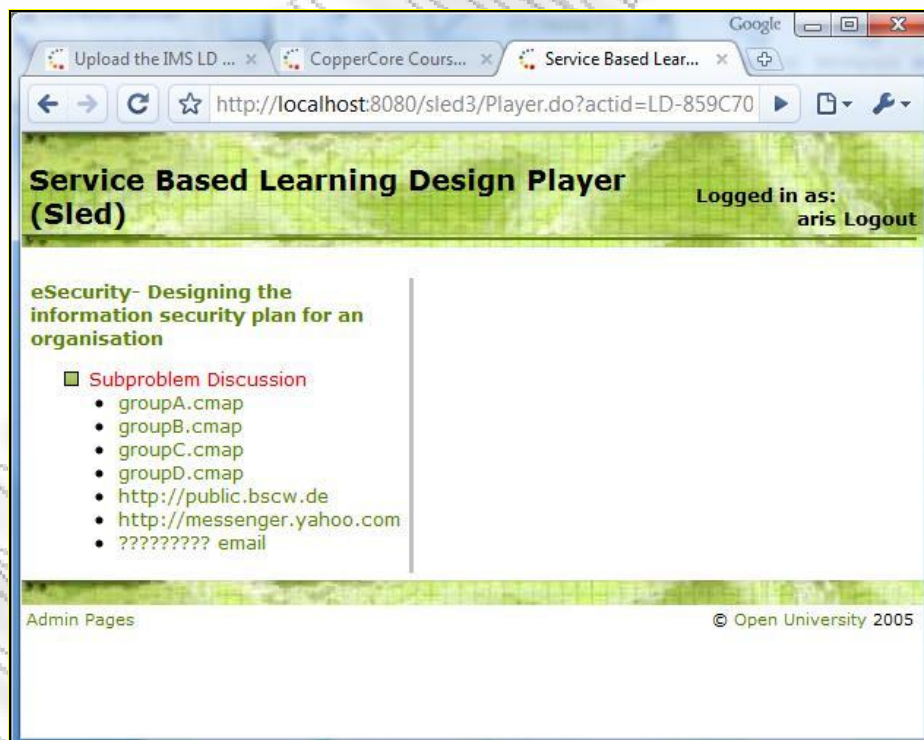 Google
Upload the IMS LD ...
CopperCore Cours...
Service Based Lear...
http://localhost:8080/sled3/Player.do?actid=LD-859C70
Service Based Learning Design Player
(Sled)
Logged in as:
aris Logout
eSecurity- Designing the
information security plan for an
organisation
Subproblem Discussion
groupA.cmap
groupB.cmap
groupC.cmap
groupD.cmap
http://public.bscw.de
http://messenger.yahoo.com
????????? email
Admin Pages
© Open University 2005